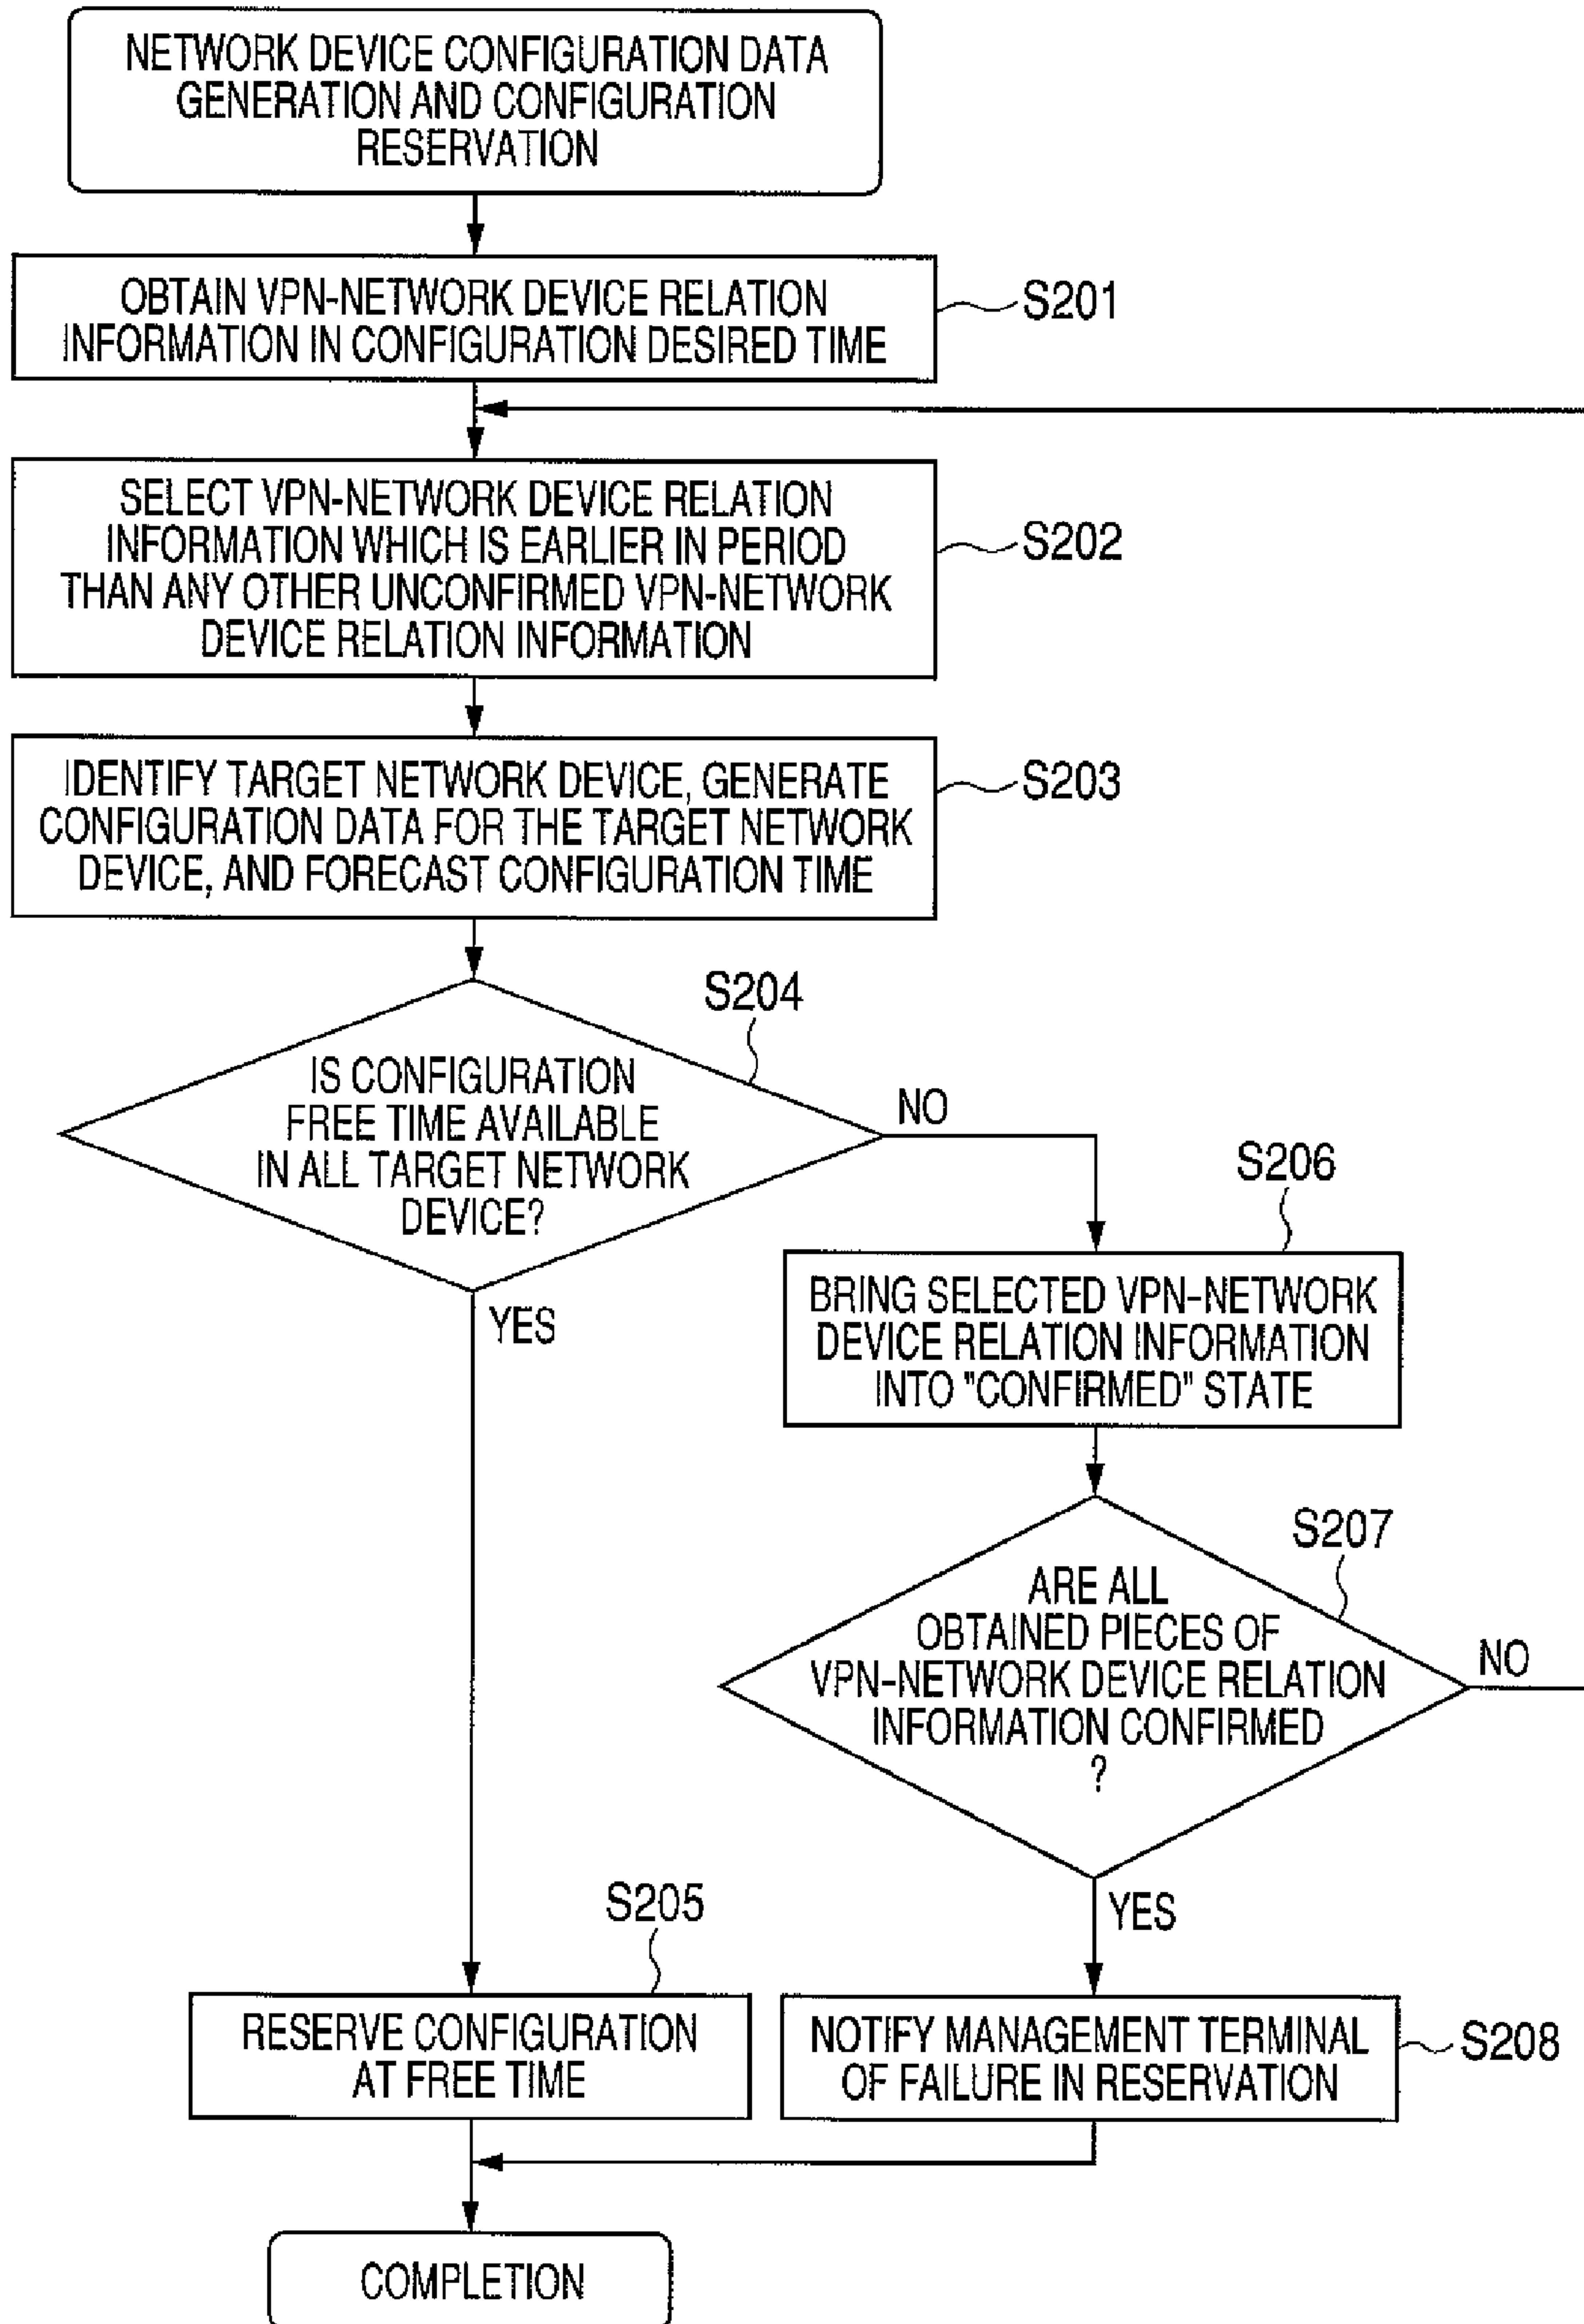 NETWORK DEVICE CONFIGURATION DATA
GENERATION AND CONFIGURATION
RESERVATION
OBTAIN VPN-NETWORK DEVICE RELATION
INFORMATION IN CONFIGURATION DESIRED TIME
S201
SELECT VPN-NETWORK DEVICE RELATION
INFORMATION WHICH IS EARLIER IN PERIOD
THAN ANY OTHER UNCONFIRMED VPN-NETWORK
DEVICE RELATION INFORMATION
S202
IDENTIFY TARGET NETWORK DEVICE, GENERATE
CONFIGURATION DATA FOR THE TARGET NETWORK
DEVICE, AND FORECAST CONFIGURATION TIME
S203
S204
IS CONFIGURATION
FREE TIME AVAILABLE
IN ALL TARGET NETWORK
DEVICE?
NO
YES
S206
BRING SELECTED VPN-NETWORK
DEVICE RELATION INFORMATION
INTO "CONFIRMED" STATE
S207
ARE ALL
OBTAINED PIECES OF
VPN-NETWORK DEVICE RELATION
INFORMATION CONFIRMED
?
NO
YES
S205
RESERVE CONFIGURATION
AT FREE TIME
NOTIFY MANAGEMENT TERMINAL
OF FAILURE IN RESERVATION
S208
COMPLETION